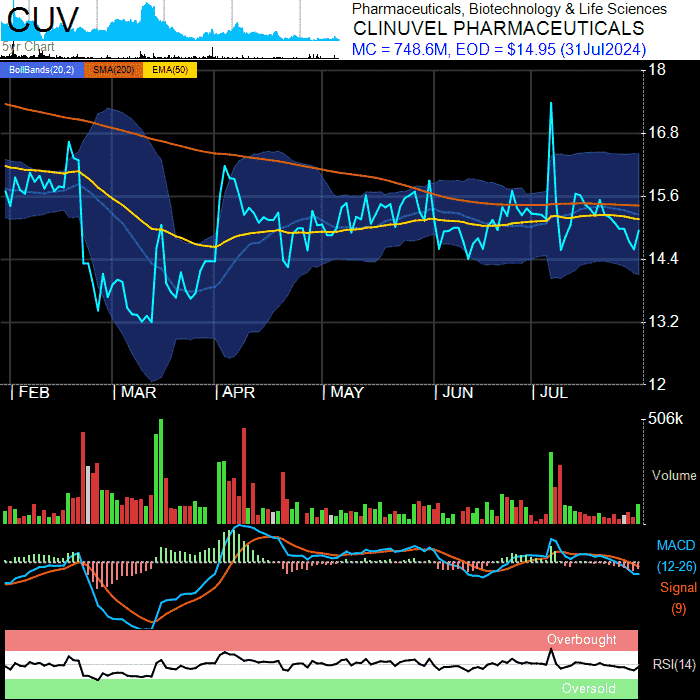 CUV
5yr Chart
Pharmaceuticals, Biotechnology & Life Sciences
CLINUVEL PHARMACEUTICALS
MC = 748.6M, EOD = $14.95 (31Jul2024)
BollBands(20,2) SMA(200) EMA(50)
18
16.8
15.6
14.4
13.2
12
FEB MAR APR MAY JUN JUL
506k
Volume
MACD
(12-26)
Signal
(9)
Overbought
RSI(14)
Oversold